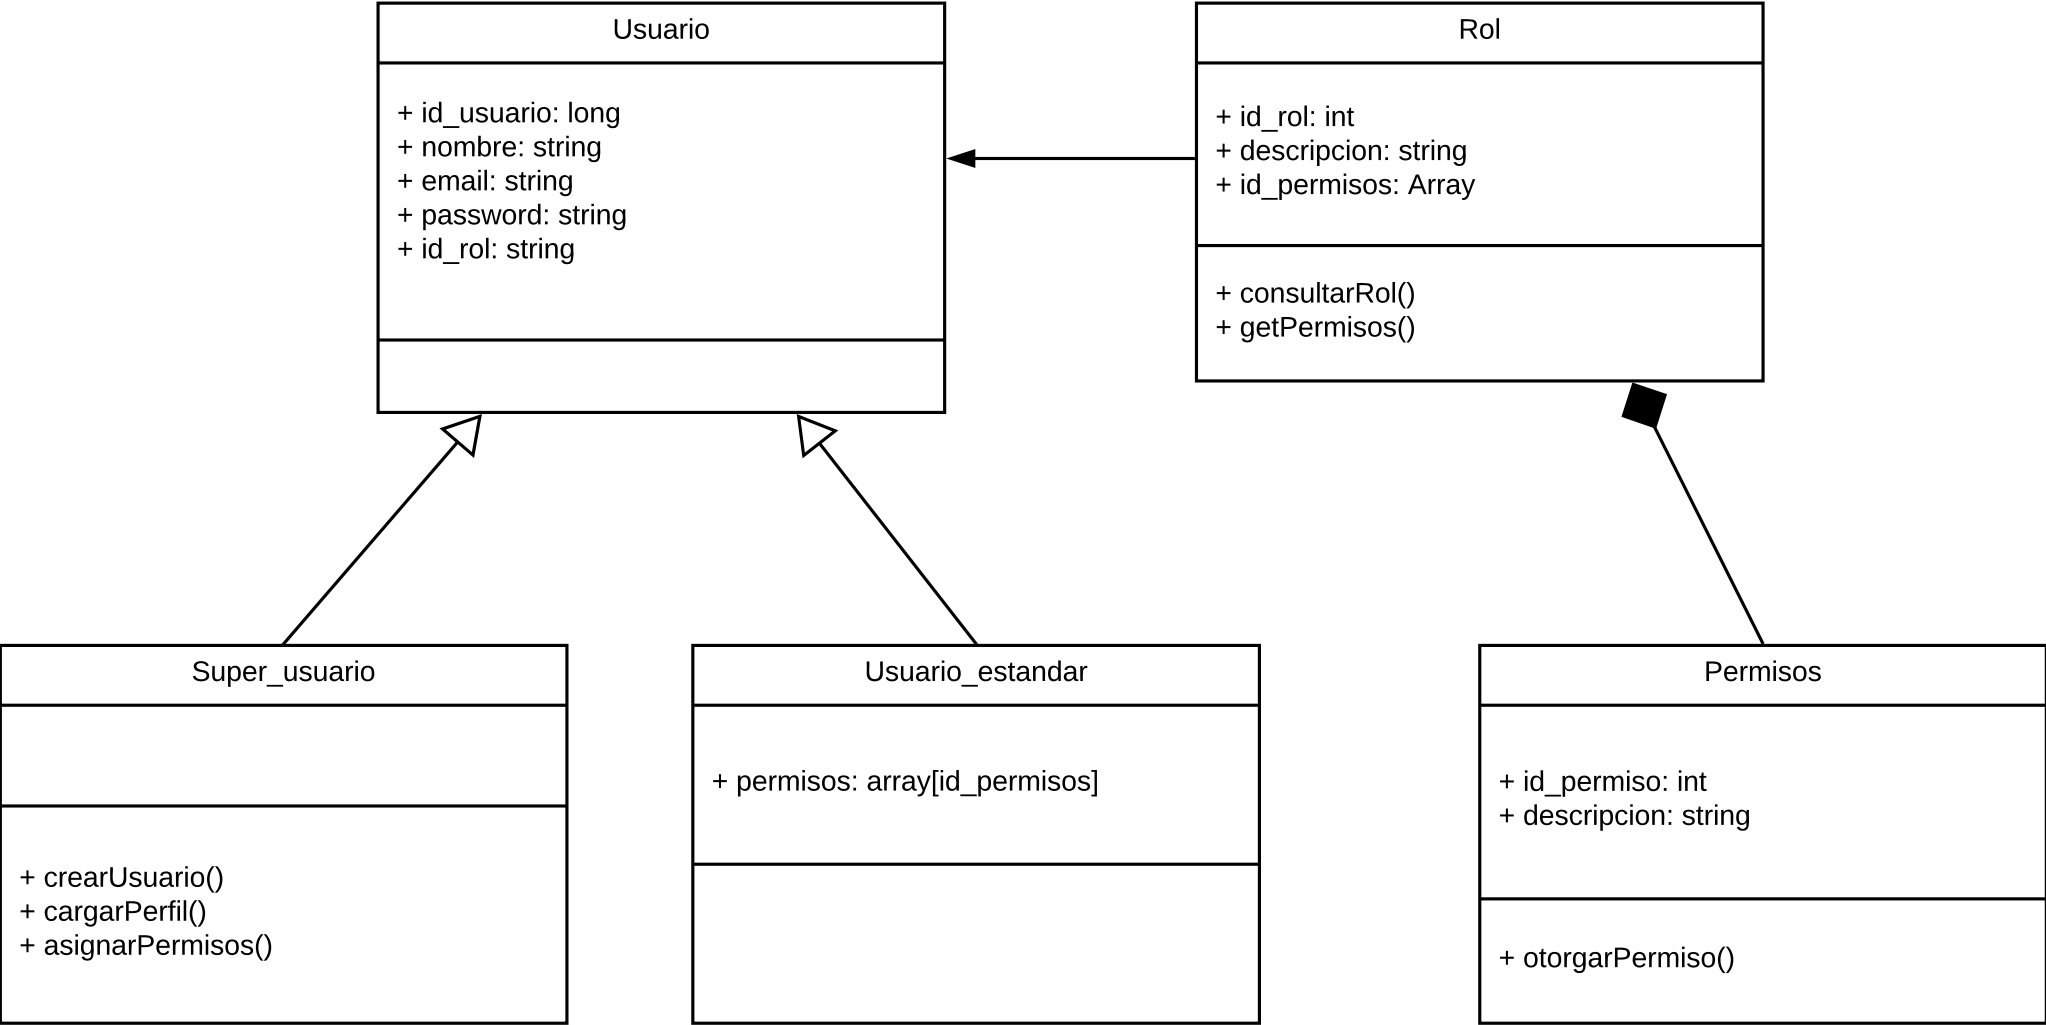 Usuario
+ id_usuario: long
+ nombre: string
+ email: string
+ password: string
+ id_rol: string
Rol
+ id_rol: int
+ descripcion: string
+ id_permisos: Array
+ consultarRol()
+ getPermisos()
Super_usuario
+ crearUsuario()
+ cargarPerfil()
+ asignarPermisos()
Usuario_estandar
+ permisos: array[id_permisos]
Permisos
+ id_permiso: int
+ descripcion: string
+ otorgarPermiso()